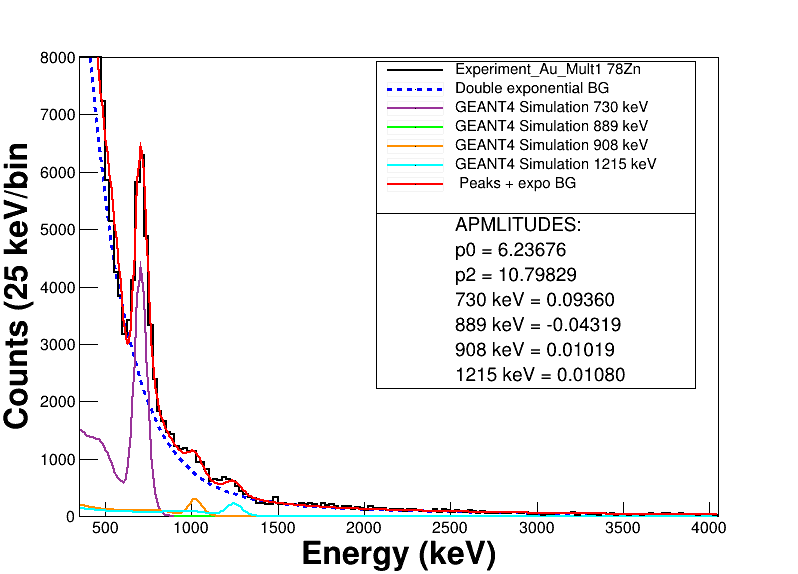 8000
7000
6000
5000
4000
3000
2000
1000
0
Counts (25 keV/bin
500
1000
1500
2000
2500
3000
3500
4000
Energy (keV)
Experiment_Au_Mult1 78Zn
Double exponential BG
GEANT4 Simulation 730 keV
GEANT4 Simulation 889 keV
GEANT4 Simulation 908 keV
GEANT4 Simulation 1215 keV
Peaks + expo BG
APMLITUDES:
p0 = 6.23676
p2 = 10.79829
730 keV = 0.09360
889 keV = -0.04319
908 keV = 0.01019
1215 keV = 0.01080